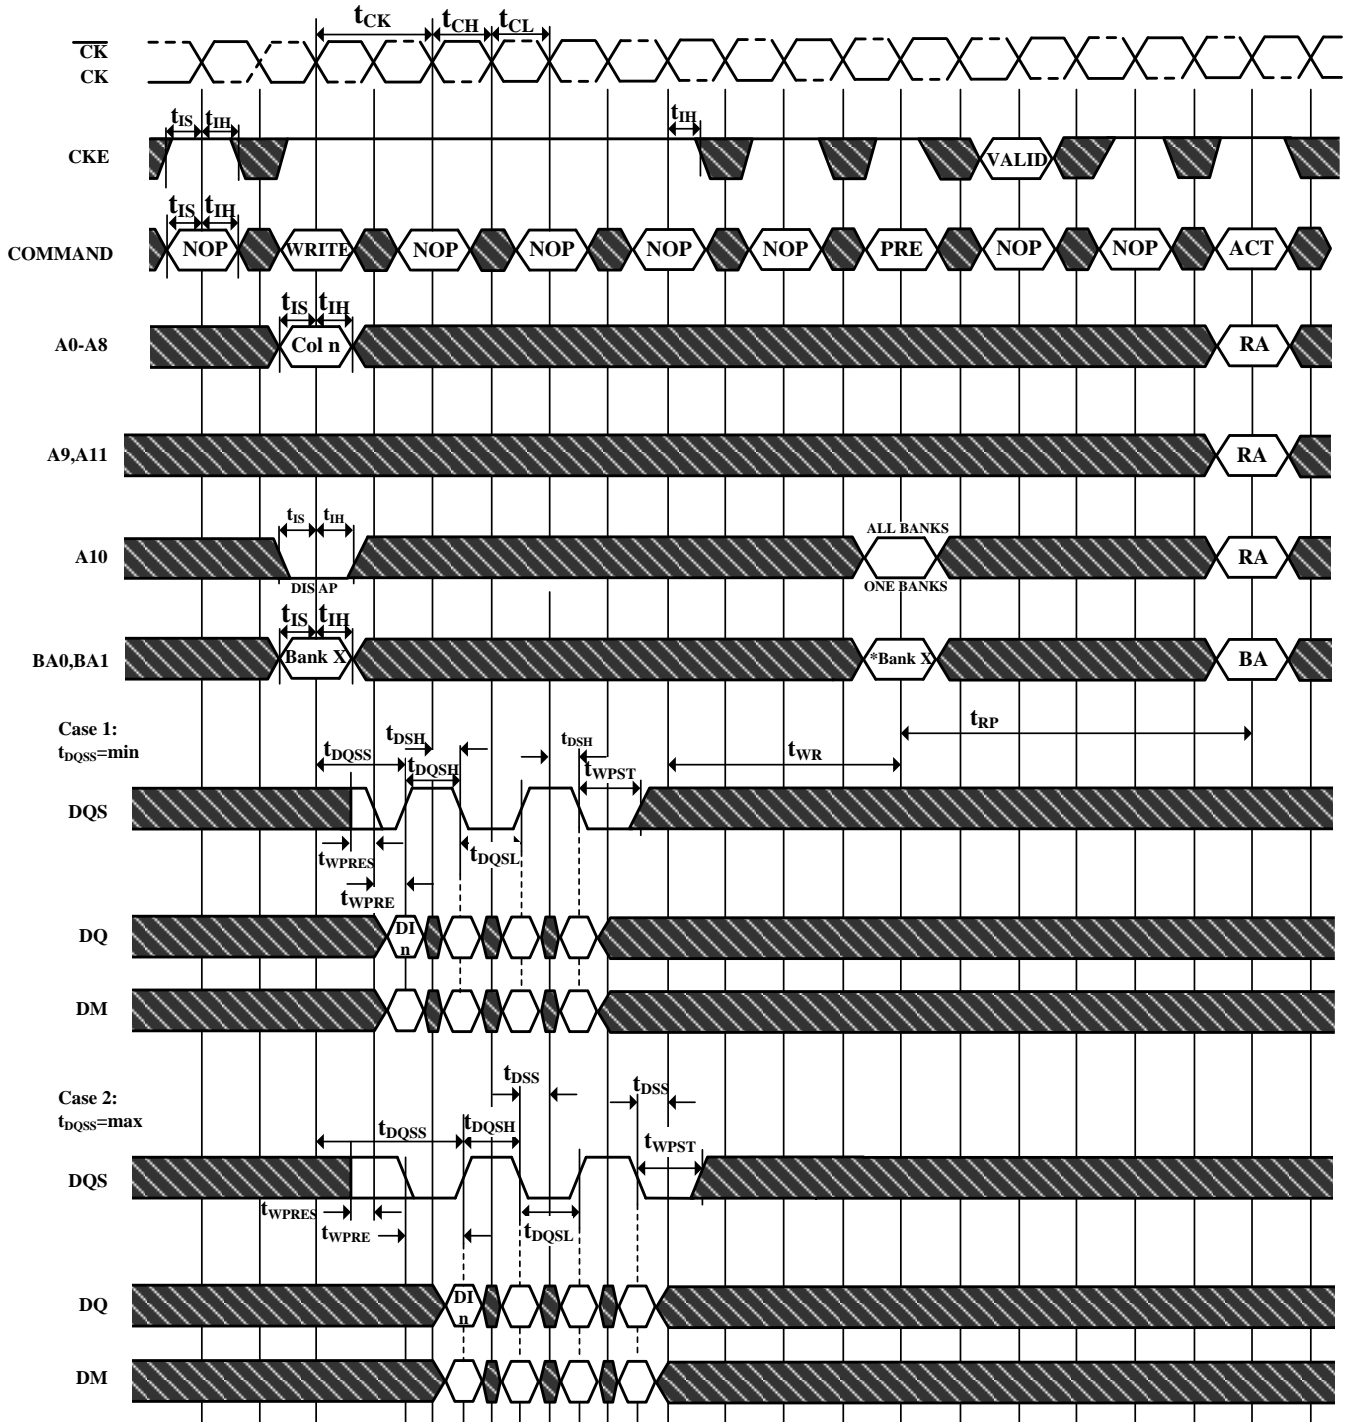 tCK tCH tCL
CK
CK
tIS tIH tIH
CKE VALID
tIS tIH
COMMAND NOP WRITE NOP NOP NOP NOP PRE NOP NOP ACT
tIS tIH
A0-A8 Col n RA
A9,A11 RA
tIS tIH ALL BANKS
A10 RA
DIS AP ONE BANKS
tIS tIH
BA0,BA1 Bank X *Bank X BA
Case 1:
tDQSS=min
tDQSS tDSH tDQSH tDSH tWPST tWR tRP
DQS
tWPRES tDQSL
tWPRE
DQ DI
n
DM
Case 2:
tDQSS=max
tDSS tDSS
tDQSS tDQSH tWPST
DQS
tWPRES
tWPRE tDQSL
DQ DI
n
DM